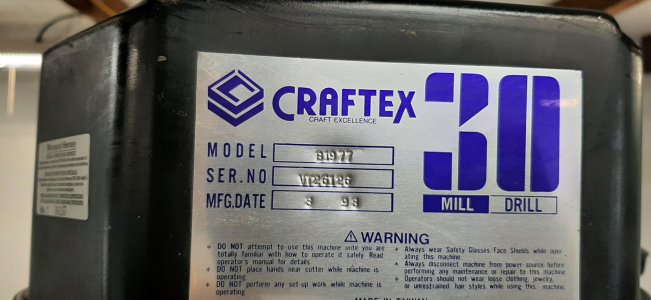 CRAFTEX
CRAFT EXCELLENCE
30
MILL DRILL
MODEL B1977
SER.NO VT26126
MFG.DATE 3 98
WARNING
* DO NOT attempt to use this machine until you are
totally familiar with how to operate it safely. Read
operator's manual for details.
* DO NOT place hands near cutter while machine is
operating.
* DO NOT perform any set-up work while machine is
operating.
* Always wear Safety Glasses Face Shields while oper-
ating this machine.
* Always disconnect machine from power source before
performing any maintenance or repair to this machine.
* Operators should not wear loose clothing, jewelry,
or unrestrained hair styles while using this machine
MADE IN TAIWAN